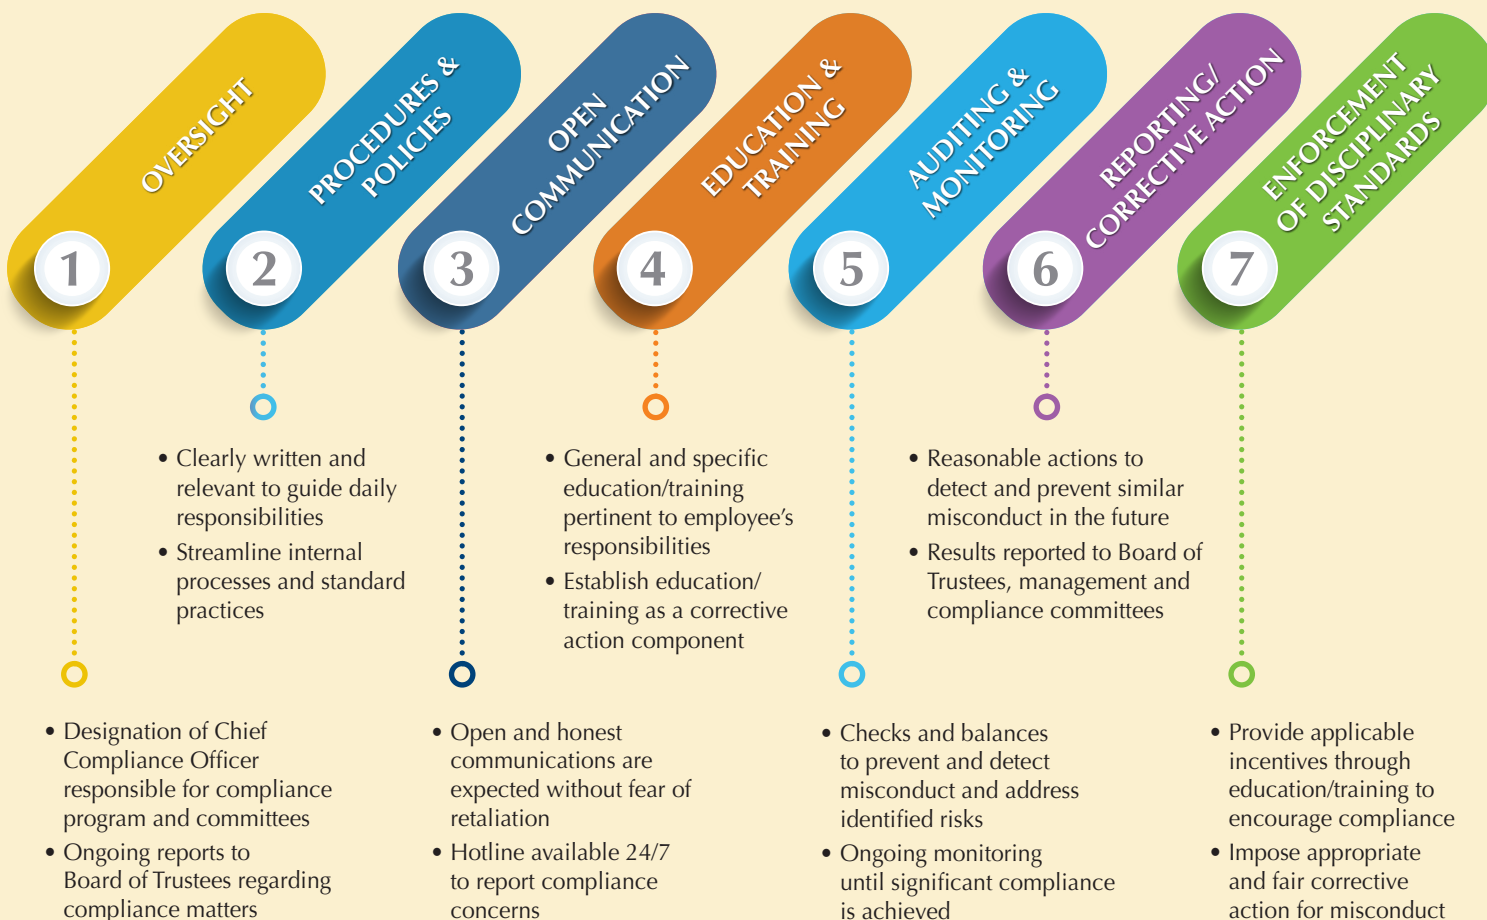 OVERSIGHT
1
PROCEDURES &
POLICIES
2
OPEN
COMMUNICATION
3
EDUCATION &
TRAINING
4
AUDITING &
MONITORING
5
REPORTING/
CORRECTIVE ACTION
6
ENFORCEMENT
OF DISCIPLINARY
STANDARDS
7
• Clearly written and
relevant to guide daily
responsibilities
• Streamline internal
processes and standard
practices
• General and specific
education/training
pertinent to employee's
responsibilities
• Establish education/
training as a corrective
action component
• Reasonable actions to
detect and prevent similar
misconduct in the future
• Results reported to Board of
Trustees, management and
compliance committees
• Designation of Chief
Compliance Officer
responsible for compliance
program and committees
• Ongoing reports to
Board of Trustees regarding
compliance matters
• Open and honest
communications are
expected without fear of
retaliation
• Hotline available 24/7
to report compliance
concerns
• Checks and balances
to prevent and detect
misconduct and address
identified risks
• Ongoing monitoring
until significant compliance
is achieved
• Provide applicable
incentives through
education/training to
encourage compliance
• Impose appropriate
and fair corrective
action for misconduct